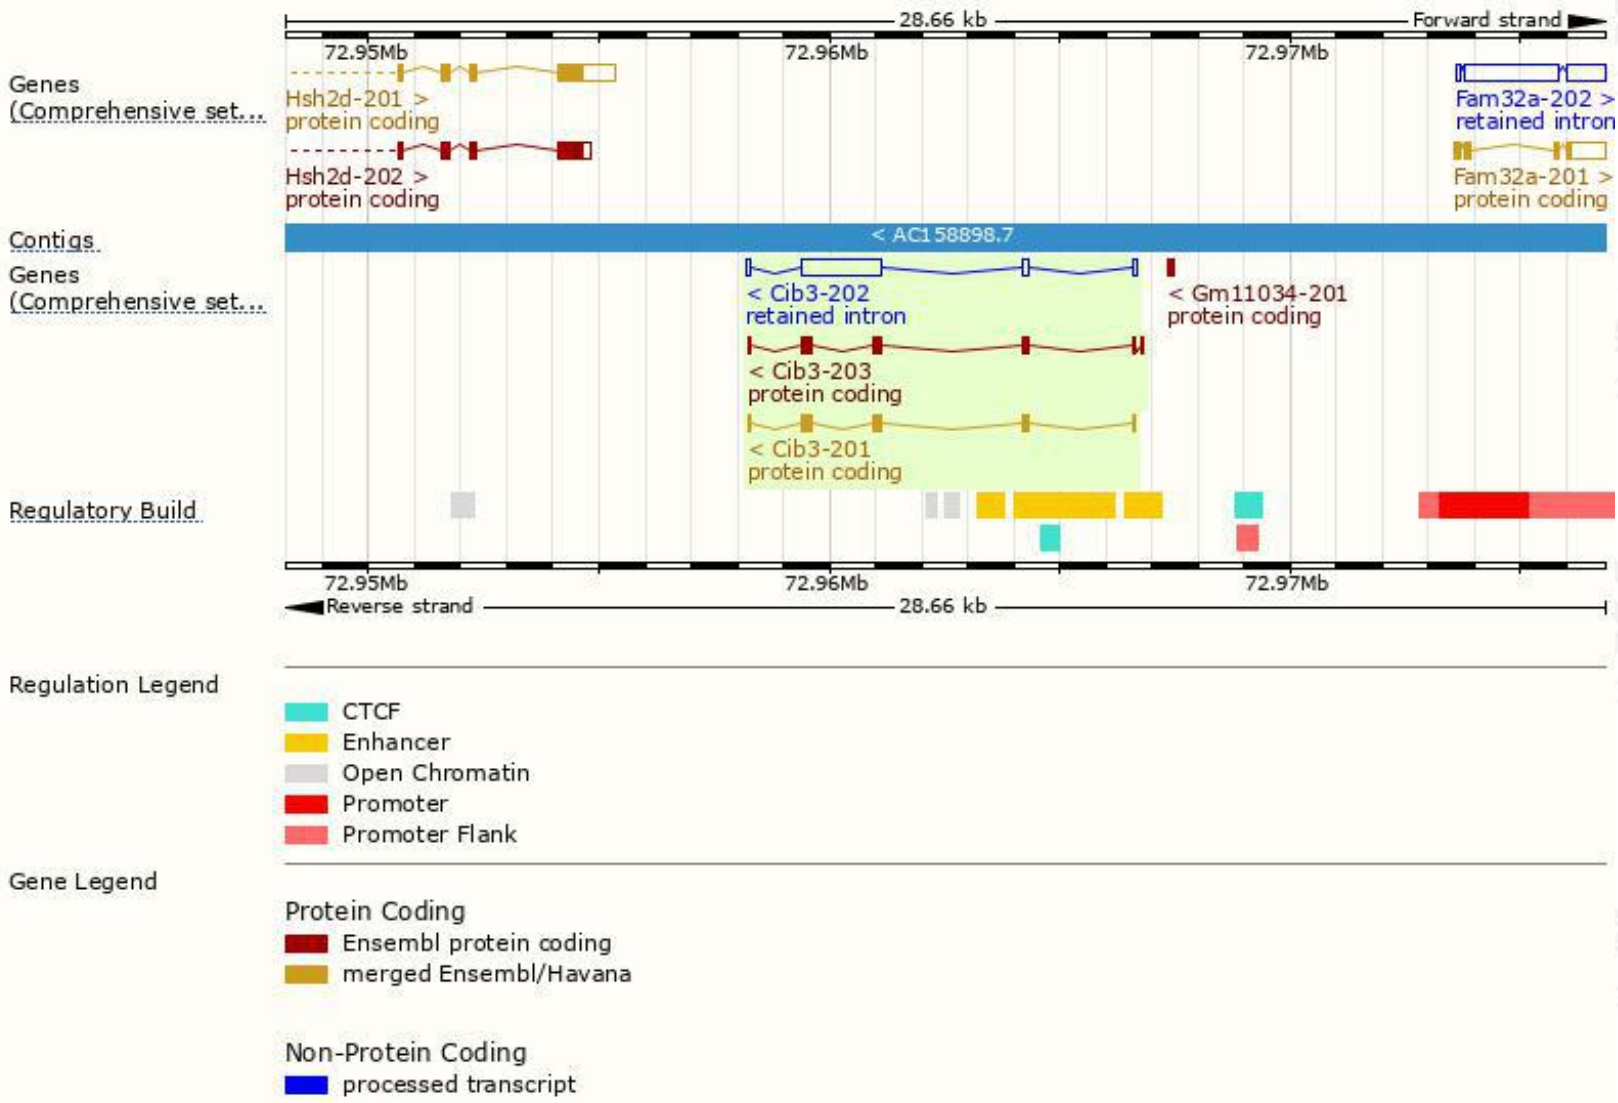 28.66 kb
Forward strand
72.95Mb 72.96Mb 72.97Mb
Genes
(Comprehensive set...
Hsh2d-201 >
protein coding
Fam32a-202 >
retained intron
Hsh2d-202 >
protein coding
Fam32a-201 >
protein coding
Contigs
< AC158898.7
Genes
(Comprehensive set...
< Cib3-202
retained intron
< Gm11034-201
protein coding
< Cib3-203
protein coding
< Cib3-201
protein coding
Regulatory Build
72.95Mb 72.96Mb 72.97Mb
Reverse strand
28.66 kb
Regulation Legend
CTCF
Enhancer
Open Chromatin
Promoter
Promoter Flank
Gene Legend
Protein Coding
Ensembl protein coding
merged Ensembl/Havana
Non-Protein Coding
processed transcript